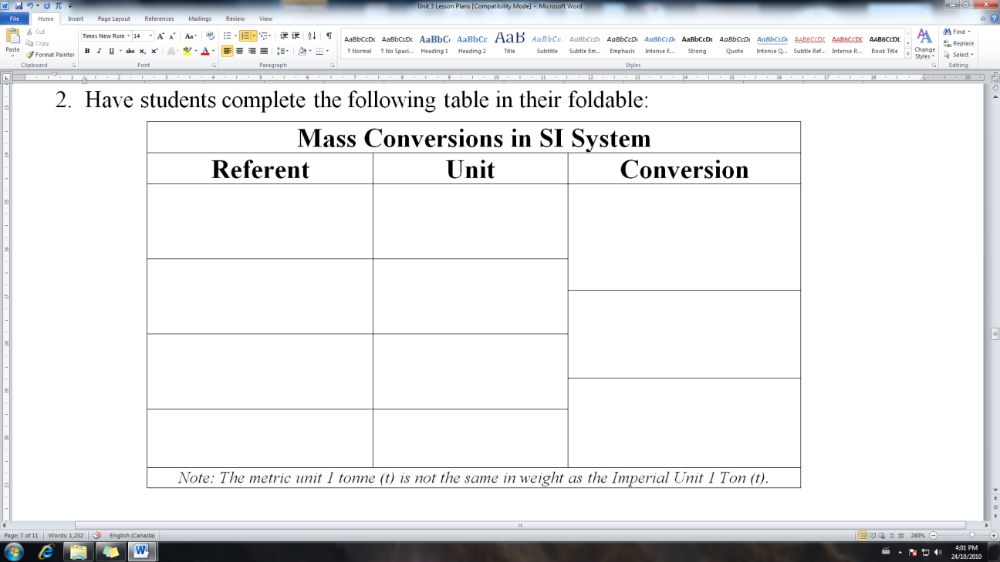 Unit 3 Lesson Plans [Compatibility Mode] - Microsoft Word
File Home Insert Page Layout References Mailings Review View
Paste
Cut
Copy
Format Painter
Clipboard
Times New Rom 14
Font
Paragraph
AaBbCcDc AaBbCcDc AaBbC AaBbCc AaB AaBbCc. AaBbCcDc AaBbCcDc AaBbCcDc AaBbCcDc AaBbCcDc AaBbCcDc AABBCCDC AABBCCDC AABBCCDC
¶ Normal ¶ No Spaci... Heading 1 Heading 2 Title Subtitle Subtle Em... Emphasis Intense E... Strong Quote Intense Q... Subtle Ref... Intense R... Book Title
Change Styles
Styles
Find
Replace
Select
Editing
2. Have students complete the following table in their foldable:
Mass Conversions in SI System
Referent Unit Conversion
Note: The metric unit 1 tonne (t) is not the same in weight as the Imperial Unit 1 Ton (t).
Page: 7 of 11 Words: 1,232 English (Canada) 240%
4:01 PM
24/10/2010